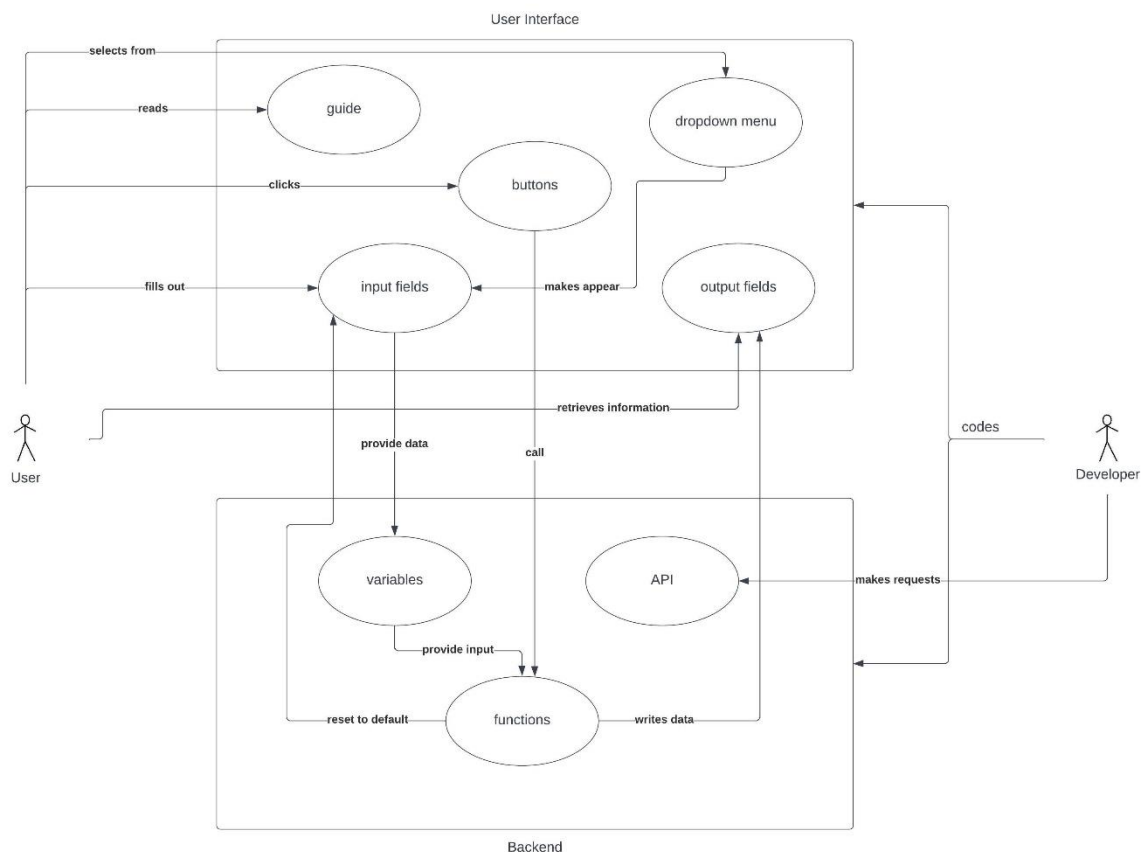 User Interface
selects from
guide
reads
dropdown menu
buttons
clicks
input fields
fills out
makes appear
output fields
retrieves information
codes
provide data
call
User
Developer
variables
API
makes requests
provide input
functions
reset to default
writes data
Backend